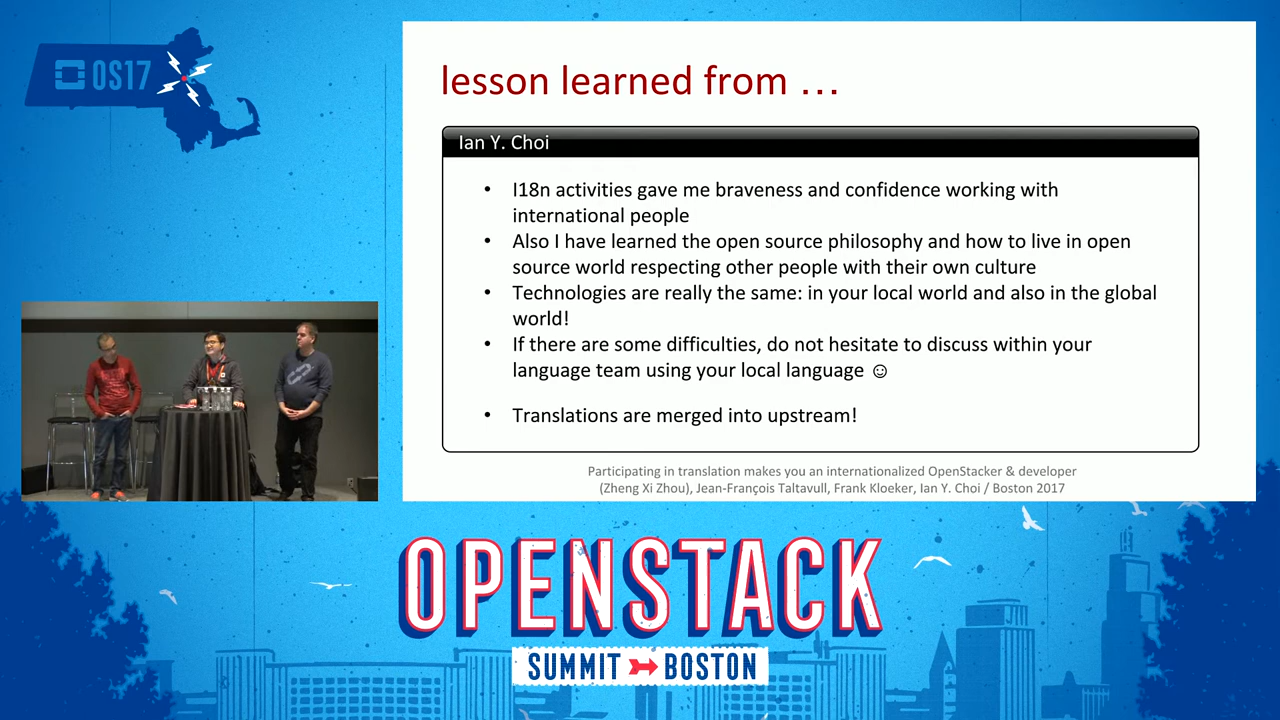 OS17
lesson learned from …
Ian Y. Choi
• I18n activities gave me braveness and confidence working with
international people
• Also I have learned the open source philosophy and how to live in open
source world respecting other people with their own culture
• Technologies are really the same: in your local world and also in the global
world!
• If there are some difficulties, do not hesitate to discuss within your
language team using your local language ☺
• Translations are merged into upstream!
Participating in translation makes you an internationalized OpenStacker & developer
(Zheng Xi Zhou), Jean-François Taltavull, Frank Kloeker, Ian Y. Choi / Boston 2017
OPENSTACK
SUMMIT BOSTON